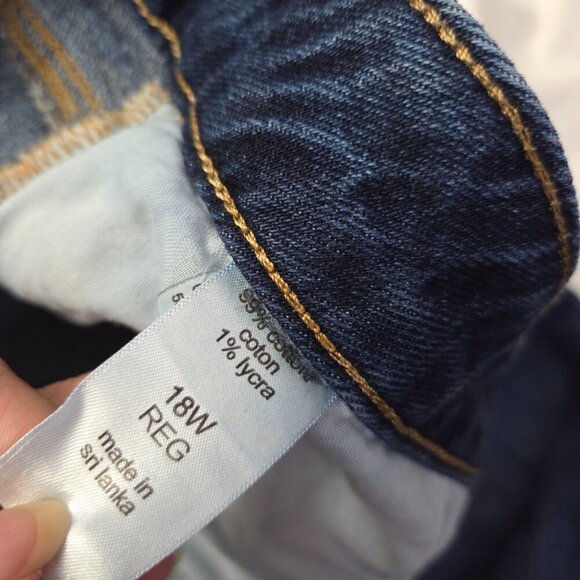 99% cotton
coton
1% lycra
18W
REG
made in
sri lanka